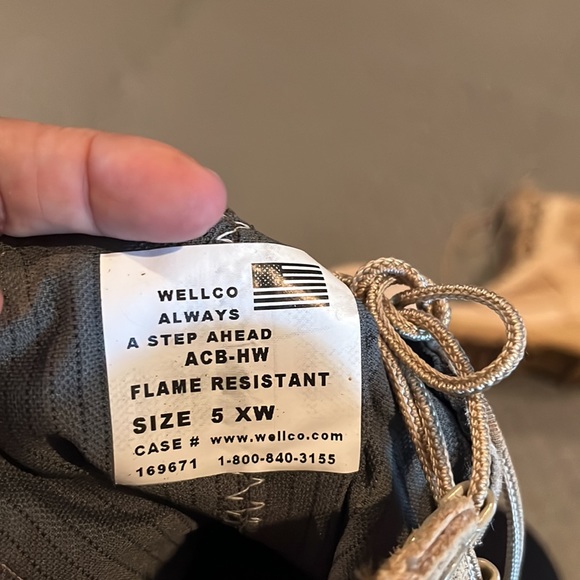 WELLCO
ALWAYS
A STEP AHEAD
ACB-HW
FLAME RESISTANT
SIZE 5 XW
CASE # www.wellco.com
169671 1-800-840-3155